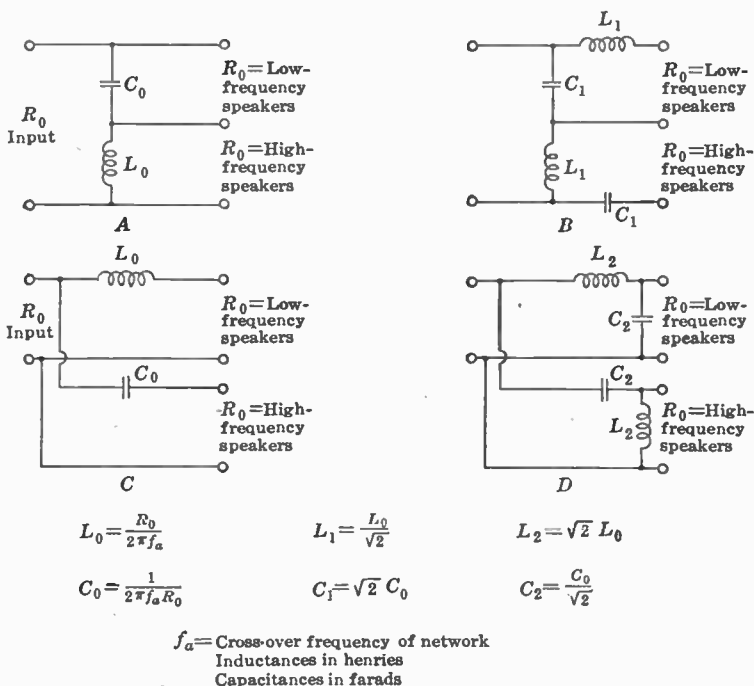 R₀ Input
C₀
L₀
R₀=Low-
frequency
speakers
R₀=High-
frequency
speakers
A
L₁
C₁
L₁
C₁
R₀=Low-
frequency
speakers
R₀=High-
frequency
speakers
B
R₀ Input
L₀
C₀
R₀=Low-
frequency
speakers
R₀=High-
frequency
speakers
C
L₂
C₂
C₂
L₂
R₀=Low-
frequency
speakers
R₀=High-
frequency
speakers
D
L₀=R₀/2πfₐ
L₁=L₀/√2
L₂=√2 L₀
C₀=1/2πfₐR₀
C₁=√2 C₀
C₂=C₀/√2
fₐ=Cross-over frequency of network
Inductances in henries
Capacitances in farads